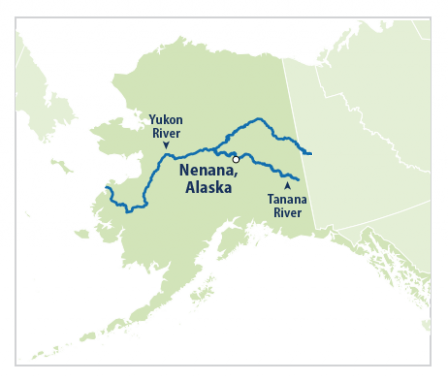 Yukon
River
Nenana,
Alaska
Tanana
River